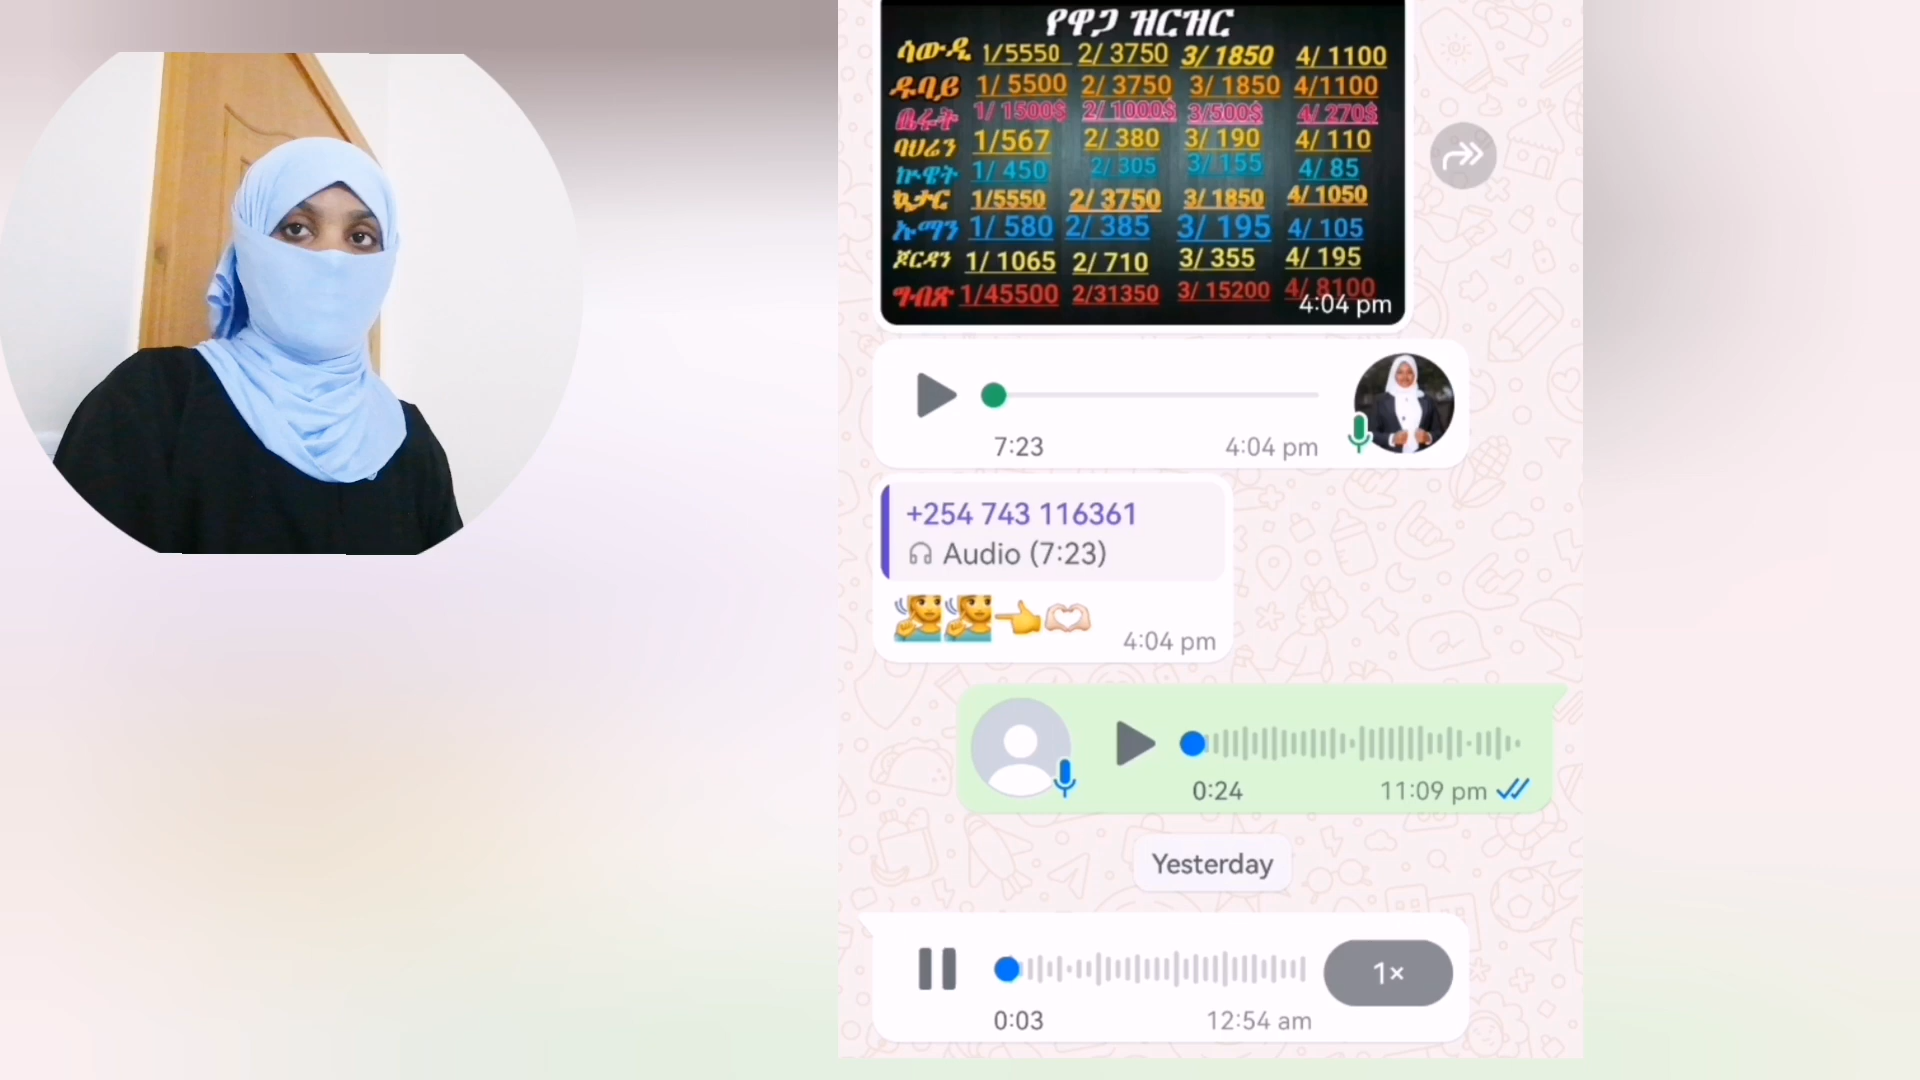 የዋጋ ዝርዝር
ሳውዲ 1/5550 2/ 3750 3/ 1850 4/ 1100
ዱባይ 1/ 5500 2/ 3750 3/ 1850 4/1100
ቤሩት 1/ 1500$ 2/ 1000$ 3/500$ 4/ 270$
ባህሬን 1/567 2/ 380 3/ 190 4/ 110
ኩዌት 1/ 450 2/ 305 3/ 155 4/ 85
ኳታር 1/5550 2/ 3750 3/ 1850 4/ 1050
ኡማን 1/ 580 2/ 385 3/ 195 4/ 105
ጆርዳን 1/ 1065 2/ 710 3/ 355 4/ 195
ግብጽ 1/45500 2/31350 3/ 15200 4/ 8100
4:04 pm
7:23 4:04 pm
+254 743 116361
Audio (7:23)
4:04 pm
0:24 11:09 pm
Yesterday
1×
0:03 12:54 am